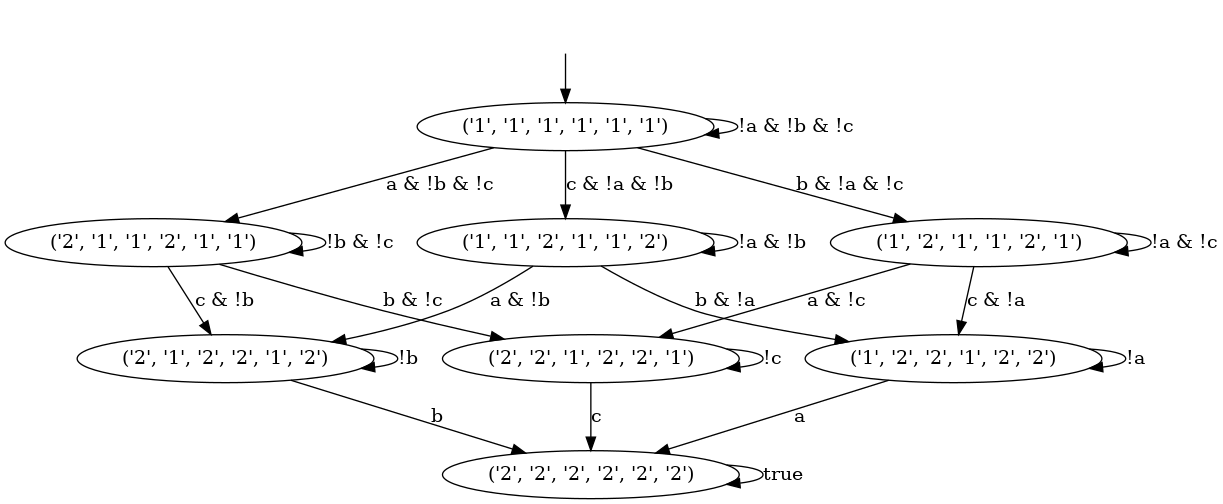 ('1', '1', '1', '1', '1', '1')
!a & !b & !c
a & !b & !c
c & !a & !b
b & !a & !c
('2', '1', '1', '2', '1', '1')
!b & !c
('1', '1', '2', '1', '1', '2')
!a & !b
('1', '2', '1', '1', '2', '1')
!a & !c
c & !b
b & !c
a & !b
b & !a
a & !c
c & !a
('2', '1', '2', '2', '1', '2')
!b
('2', '2', '1', '2', '2', '1')
!c
('1', '2', '2', '1', '2', '2')
!a
b
c
a
('2', '2', '2', '2', '2', '2')
true